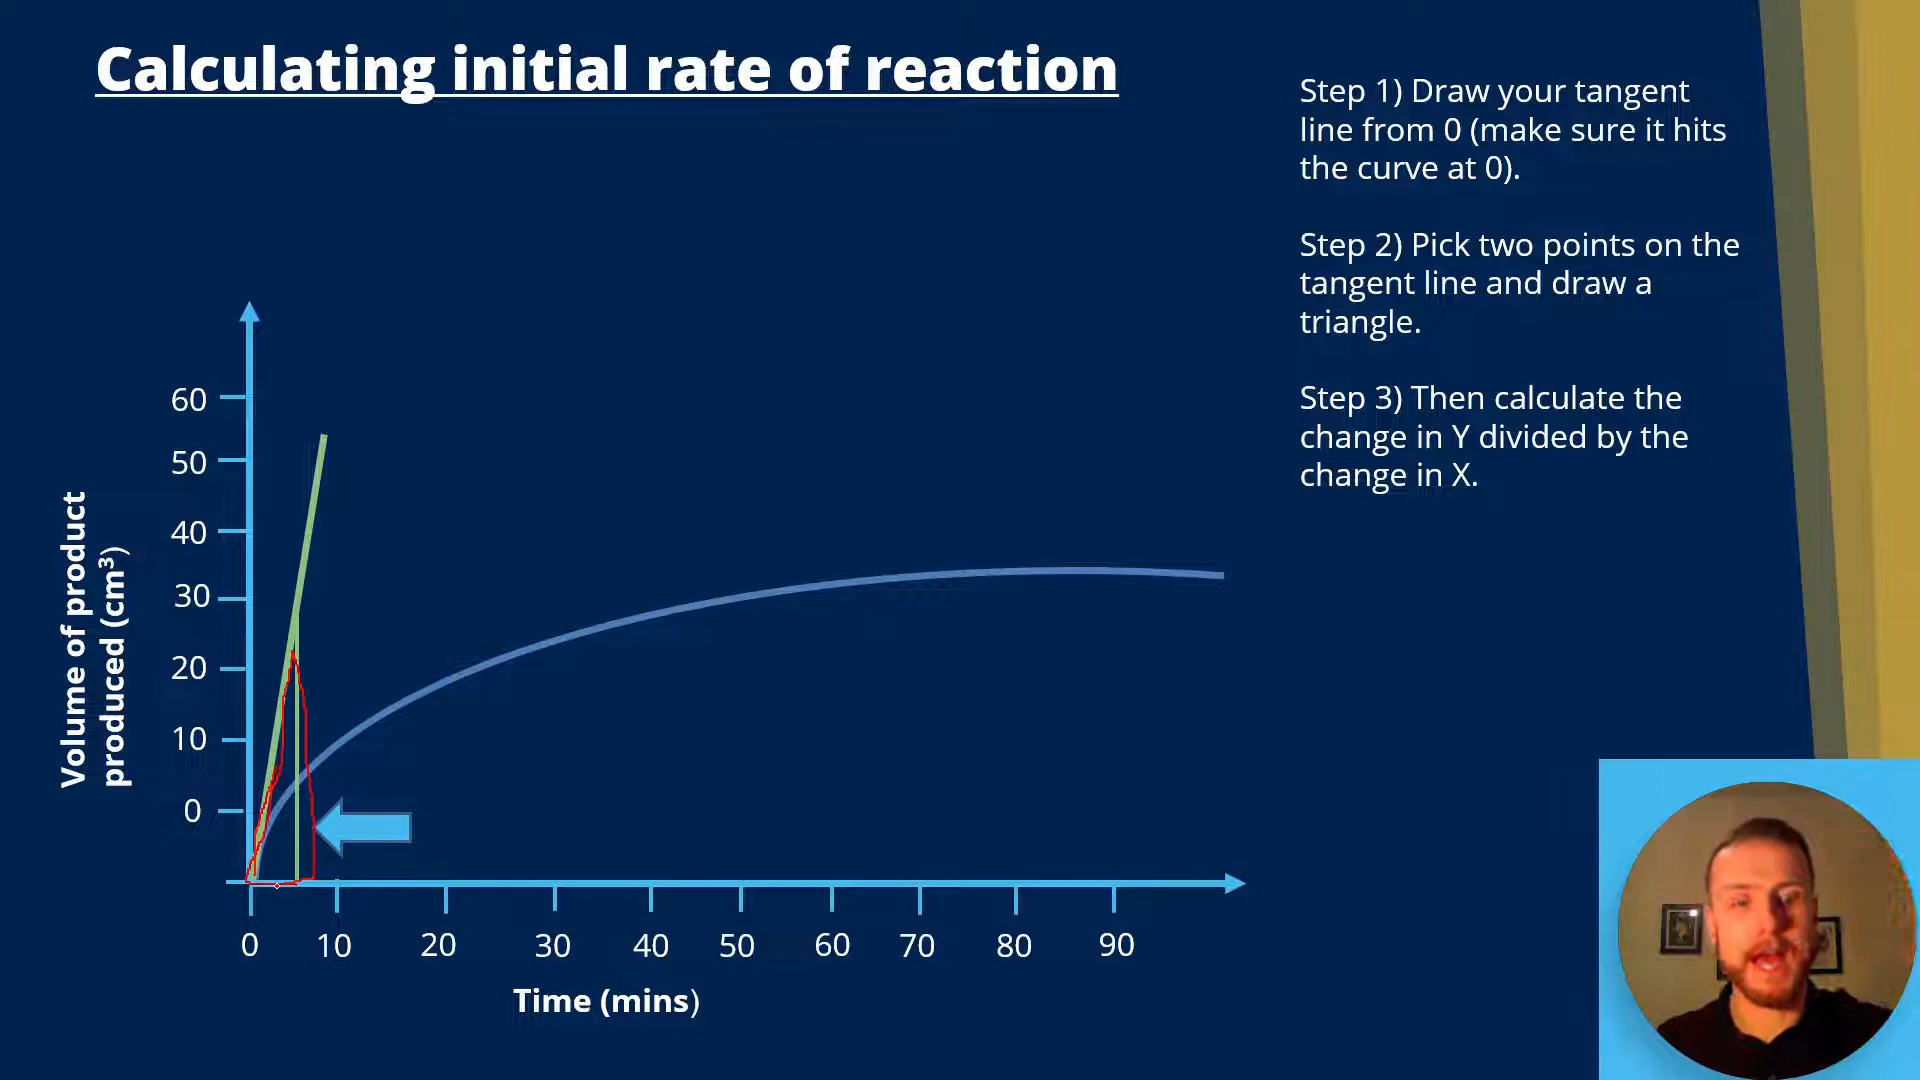 Calculating initial rate of reaction
Step 1) Draw your tangent
line from 0 (make sure it hits
the curve at 0).
Step 2) Pick two points on the
tangent line and draw a
triangle.
Step 3) Then calculate the
change in Y divided by the
change in X.
Volume of product
produced (cm³)
60
50
40
30
20
10
0
0 10 20 30 40 50 60 70 80 90
Time (mins)